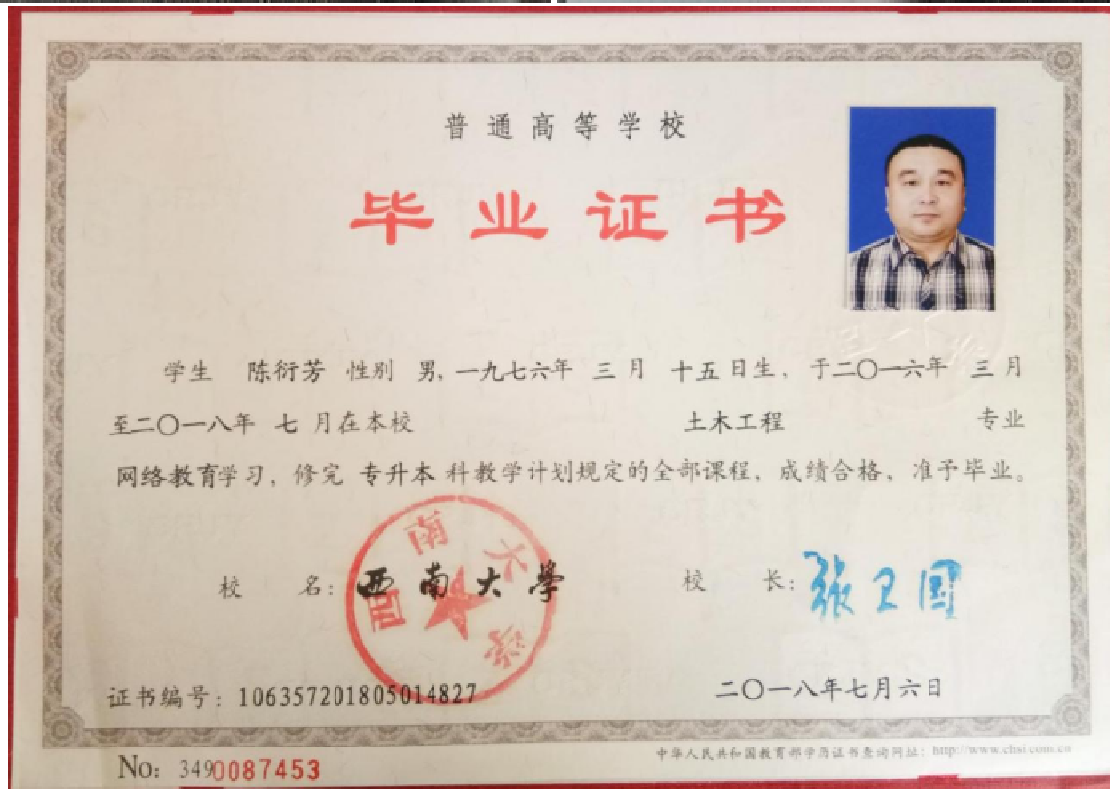 普通高等学校
毕业证书
学生 陈衍芳 性别 男, 一九七六年 三月 十五日生, 于二〇一六年 三月
至二〇一八年 七月在本校 土木工程 专业
网络教育学习, 修完 专升本 科教学计划规定的全部课程, 成绩合格, 准予毕业。
校 名: 西南大學 校 长: 张卫国
西南大学
证书编号: 106357201805014827 二〇一八年七月六日
中华人民共和国教育部学历证书查询网址: http://www.chsi.com.cn
No: 3490087453